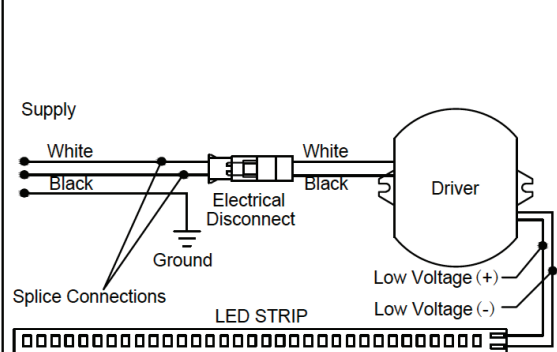 Supply
White
White
Black
Black
Electrical
Disconnect
Driver
Ground
Low Voltage (+)
Splice Connections
Low Voltage (-)
LED STRIP